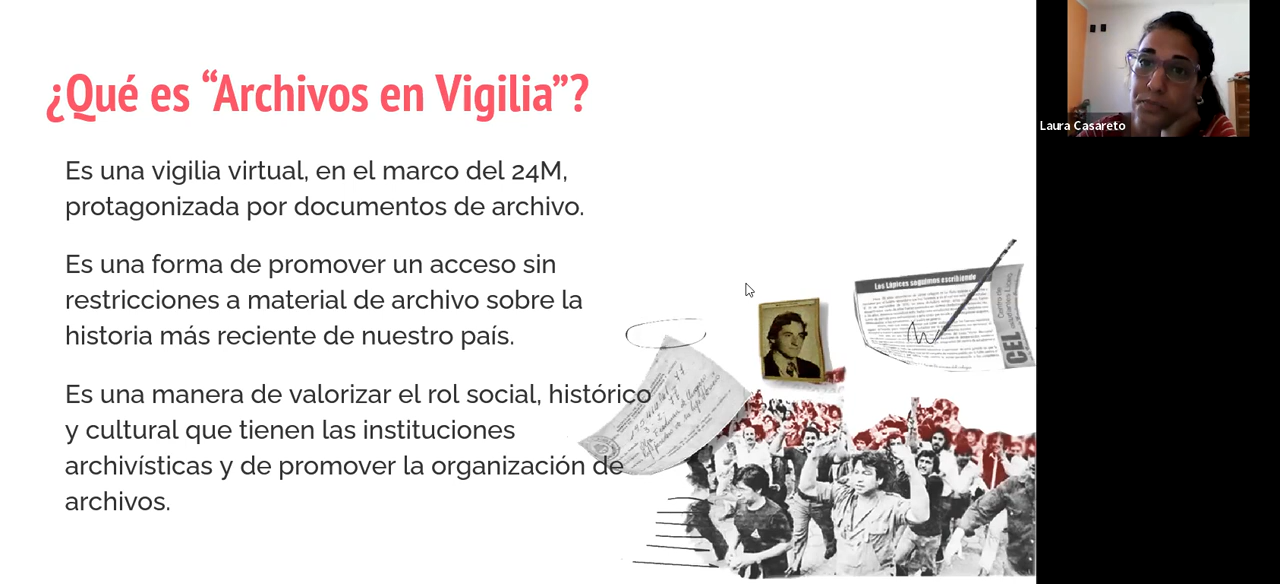 ¿Qué es “Archivos en Vigilia”?
Es una vigilia virtual, en el marco del 24M,
protagonizada por documentos de archivo.
Es una forma de promover un acceso sin
restricciones a material de archivo sobre la
historia más reciente de nuestro país.
Es una manera de valorizar el rol social, histórico
y cultural que tienen las instituciones
archivísticas y de promover la organización de
archivos.
Los Lápices seguimos escribiendo
CEL
Laura Casareto